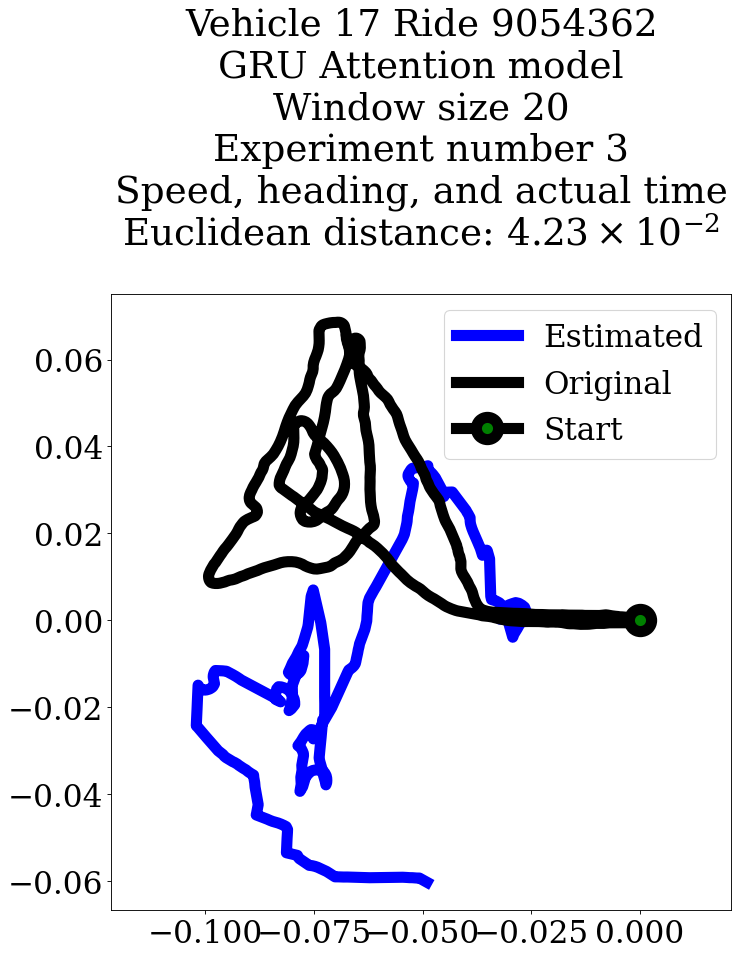 Vehicle 17 Ride 9054362
GRU Attention model
Window size 20
Experiment number 3
Speed, heading, and actual time
Euclidean distance: 4.23 × 10⁻²
Estimated
Original
Start
0.06
0.04
0.02
0.00
−0.02
−0.04
−0.06
−0.100 −0.075 −0.050 −0.025 0.000